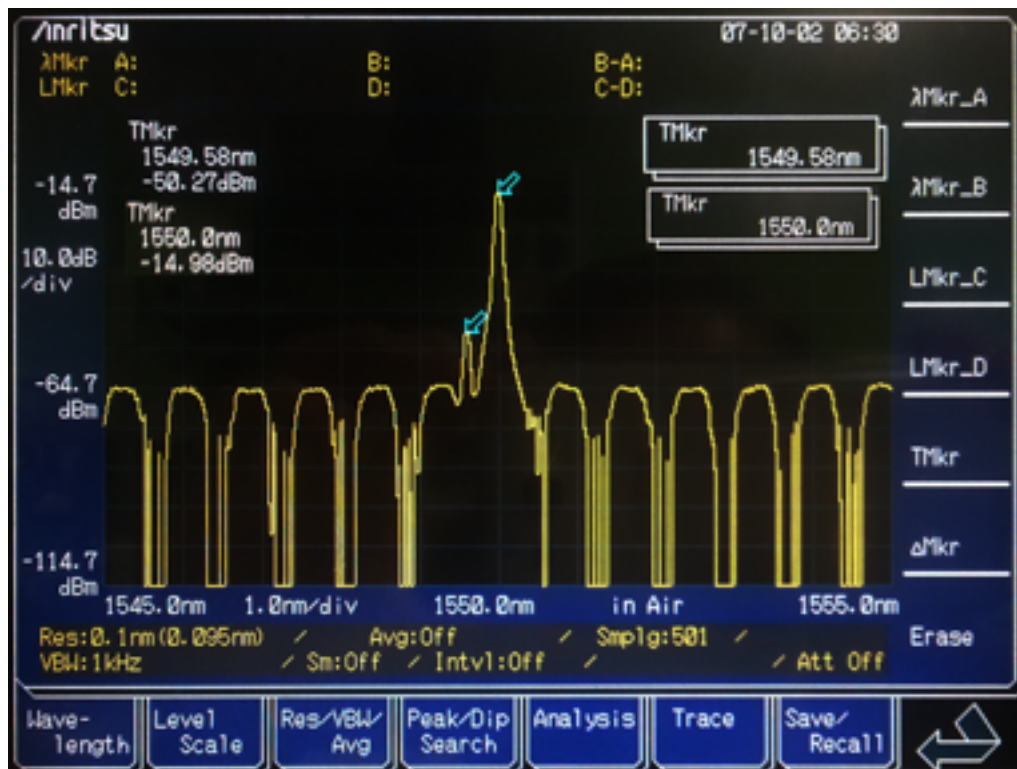 Anritsu 07-10-02 06:30
λMkr A: B: B-A:
LMkr C: D: C-D:
λMkr_A
TMkr
1549.58nm
-50.27dBm
TMkr
1550.0nm
-14.98dBm
TMkr
1549.58nm
TMkr
1550.0nm
-14.7
dBm
10.0dB
/div
-64.7
dBm
-114.7
dBm
λMkr_B
LMkr_C
LMkr_D
TMkr
ΔMkr
Erase
1545.0nm 1.0nm/div 1550.0nm in Air 1555.0nm
Res:0.1nm(0.095nm) / Avg:Off / Smplg:501 /
VBW:1kHz / Sm:Off / Intvl:Off / / Att Off
Wave-
length
Level
Scale
Res/VBW/
Avg
Peak/Dip
Search
Analysis
Trace
Save/
Recall